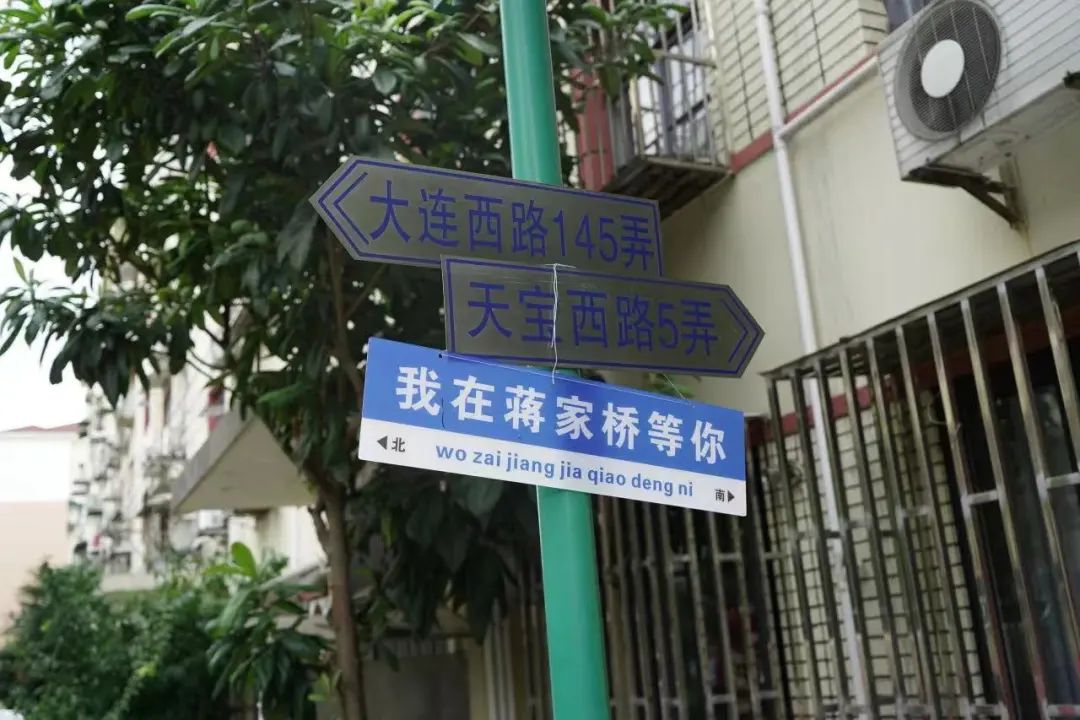 大连西路145弄
天宝西路5弄
我在蒋家桥等你
◀北
wo zai jiang jia qiao deng ni
南▶